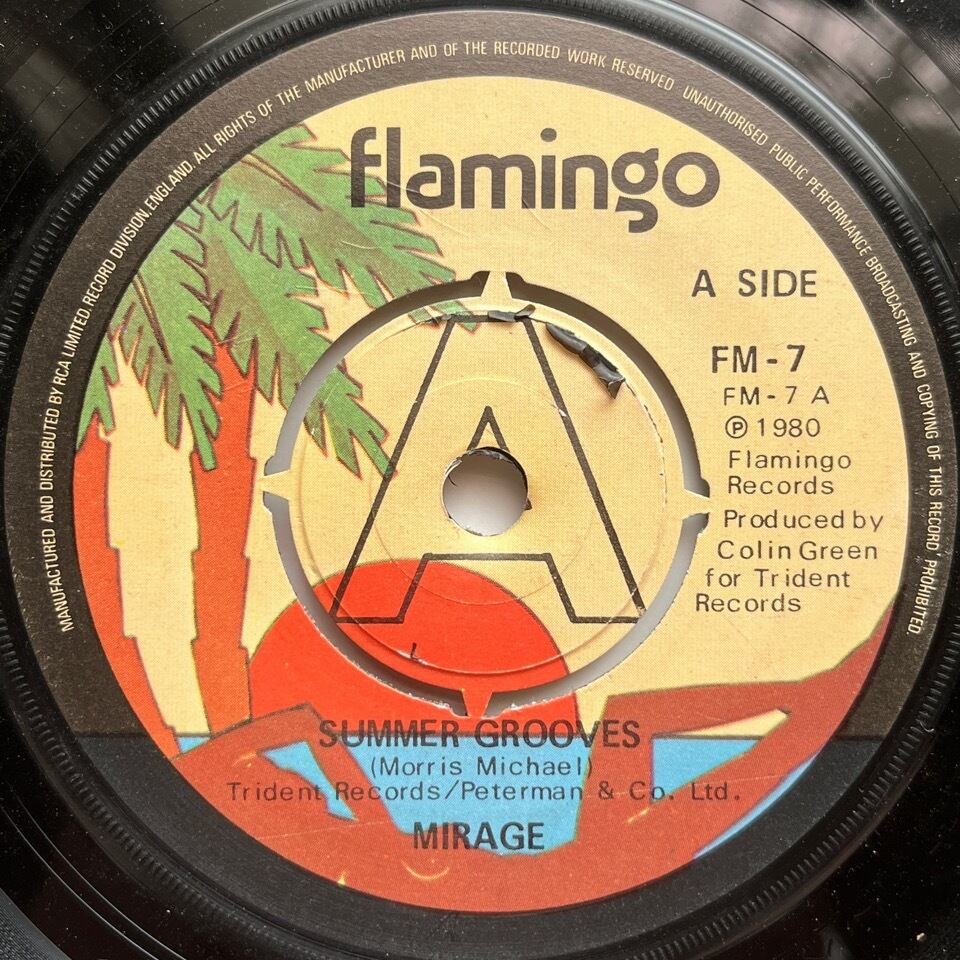 MANUFACTURED AND DISTRIBUTED BY RCA LIMITED. RECORD DIVISION. ENGLAND. ALL RIGHTS OF THE MANUFACTURER AND OF THE RECORDED WORK RESERVED. UNAUTHORISED PUBLIC PERFORMANCE BROADCASTING AND COPYING OF THIS RECORD PROHIBITED.
flamingo
A SIDE
FM-7
FM-7 A
℗ 1980
Flamingo
Records
Produced by
Colin Green
for Trident
Records
A
SUMMER GROOVES
(Morris Michael)
Trident Records/Peterman & Co. Ltd.
MIRAGE